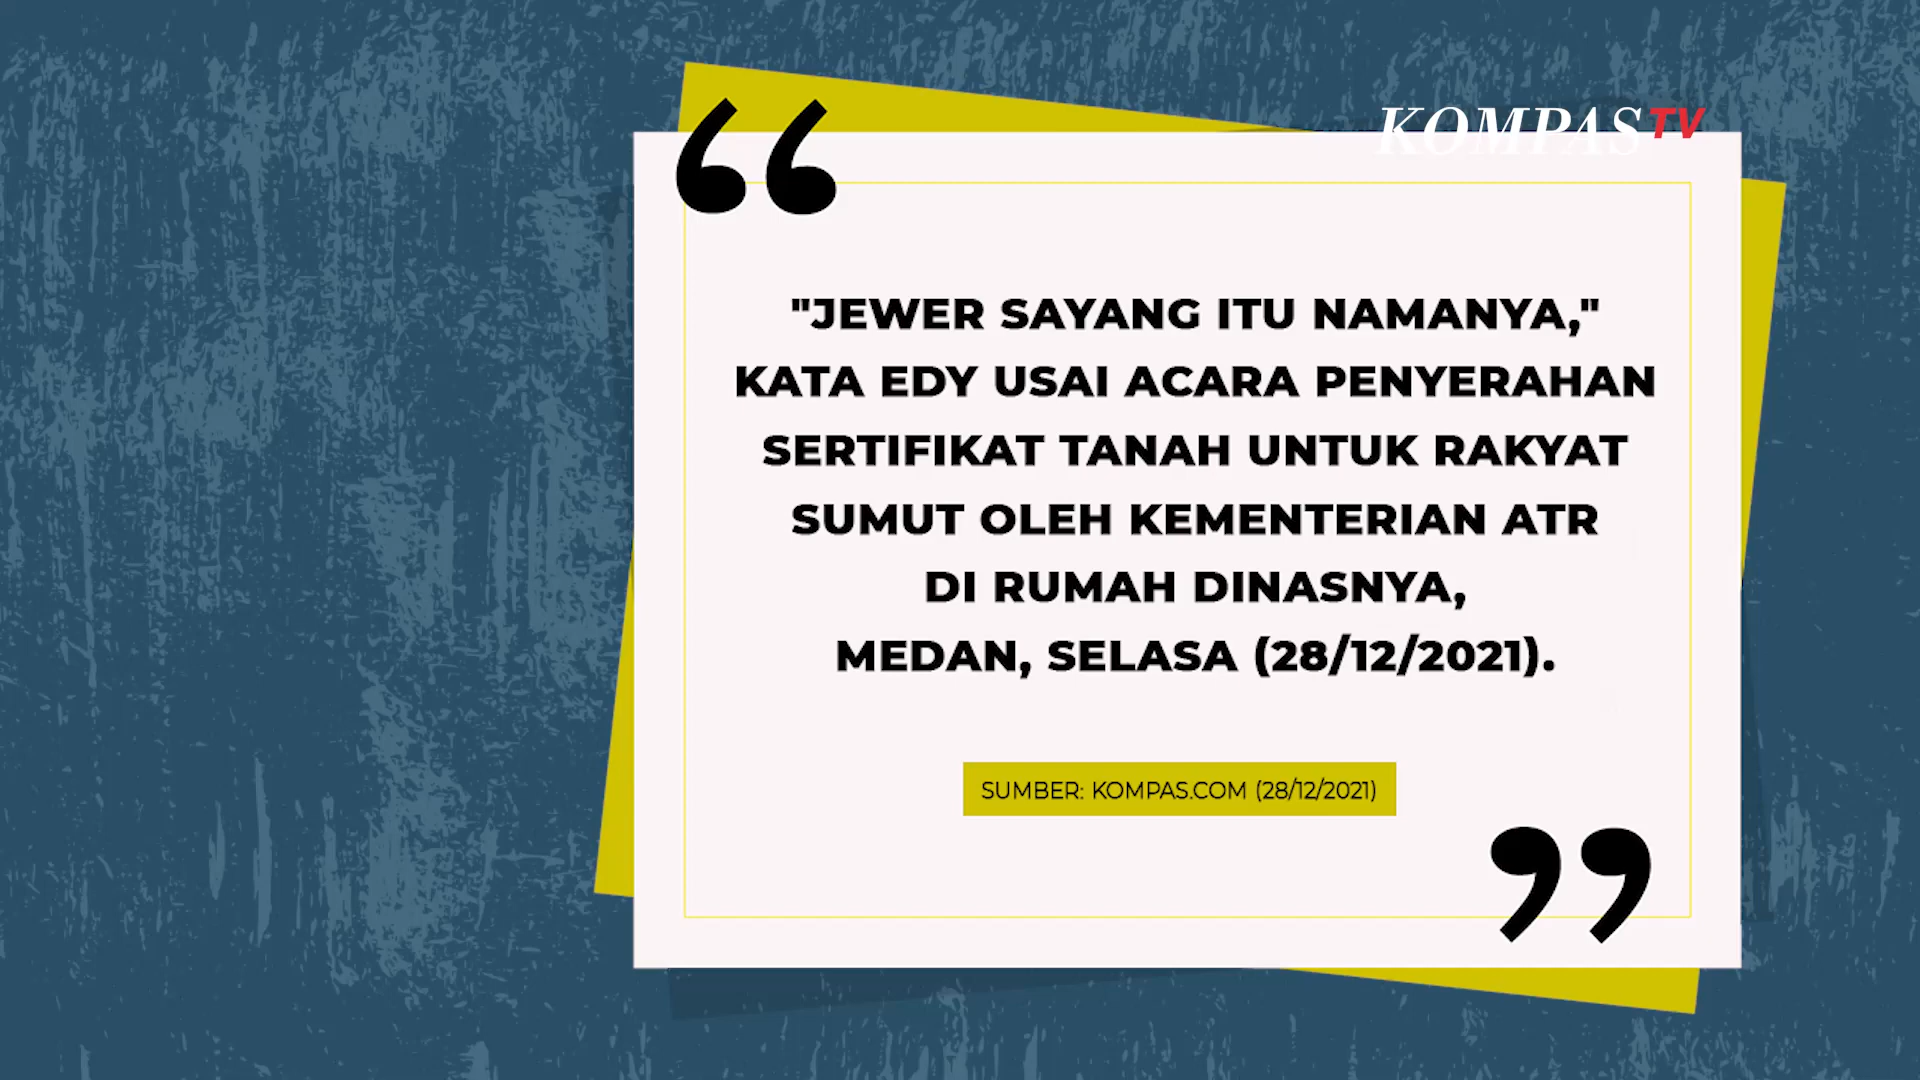 KOMPASTV
"JEWER SAYANG ITU NAMANYA,"
KATA EDY USAI ACARA PENYERAHAN
SERTIFIKAT TANAH UNTUK RAKYAT
SUMUT OLEH KEMENTERIAN ATR
DI RUMAH DINASNYA,
MEDAN, SELASA (28/12/2021).
SUMBER: KOMPAS.COM (28/12/2021)